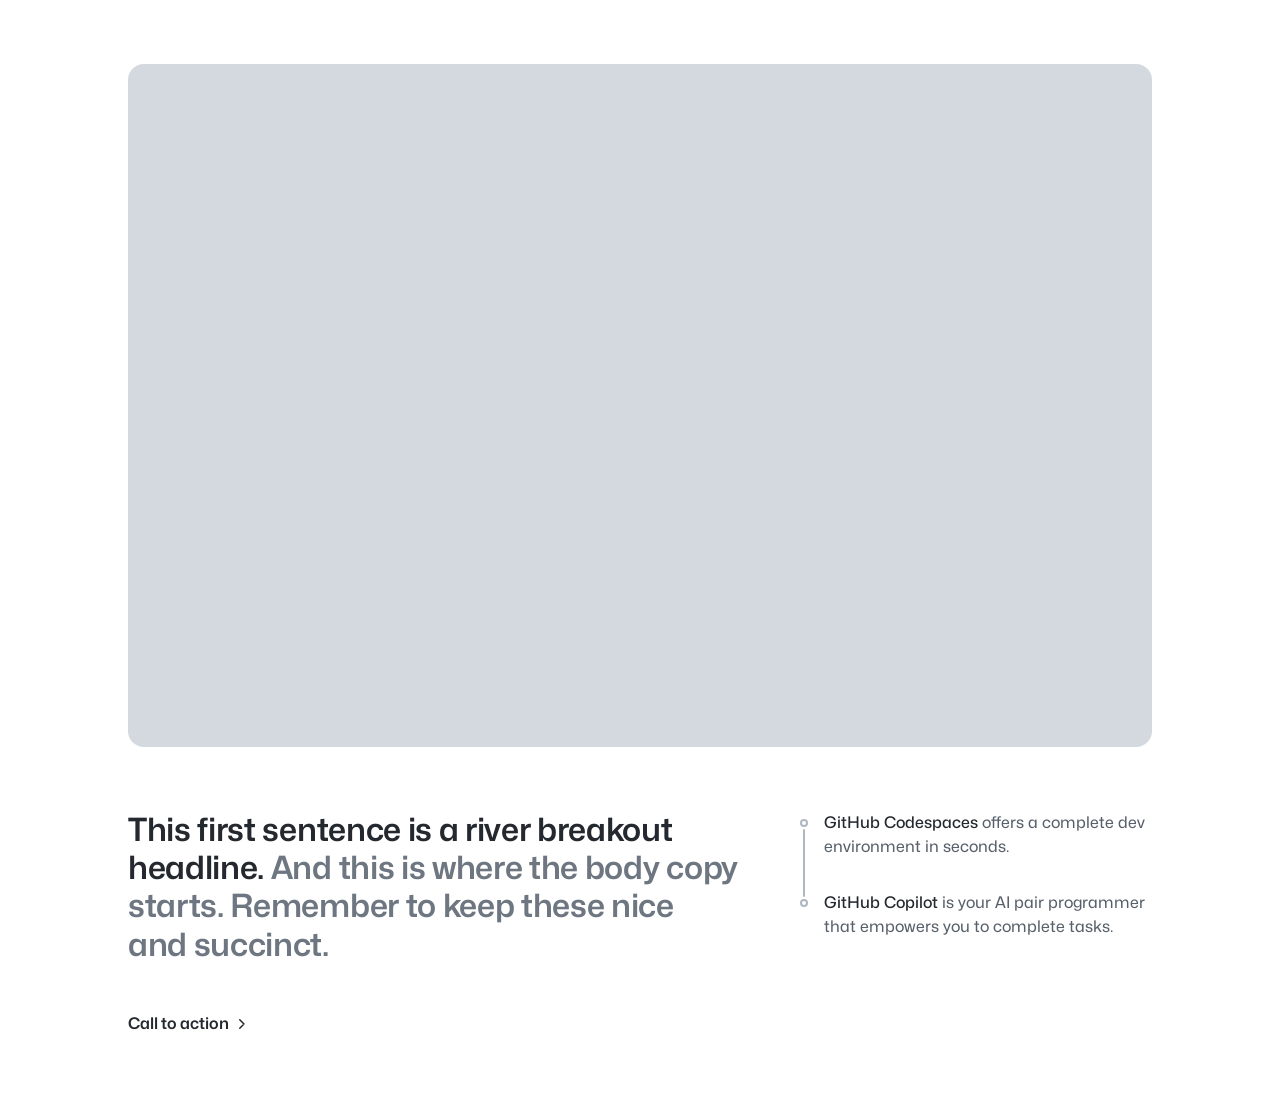 This first sentence is a river breakout
headline. And this is where the body copy
starts. Remember to keep these nice
and succinct.
Call to action
GitHub Codespaces offers a complete dev
environment in seconds.
GitHub Copilot is your AI pair programmer
that empowers you to complete tasks.